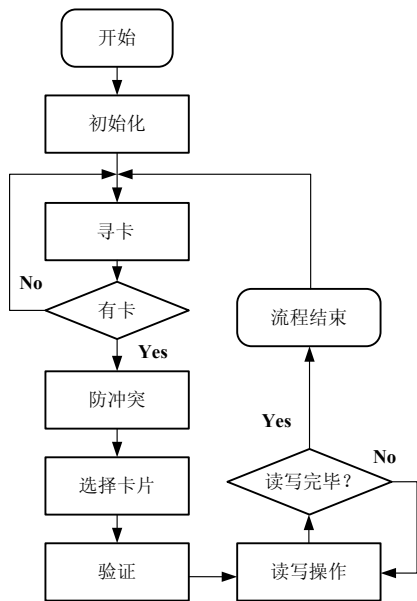 开始
初始化
寻卡
No
有卡
Yes
防冲突
选择卡片
验证
读写操作
读写完毕？
No
Yes
流程结束